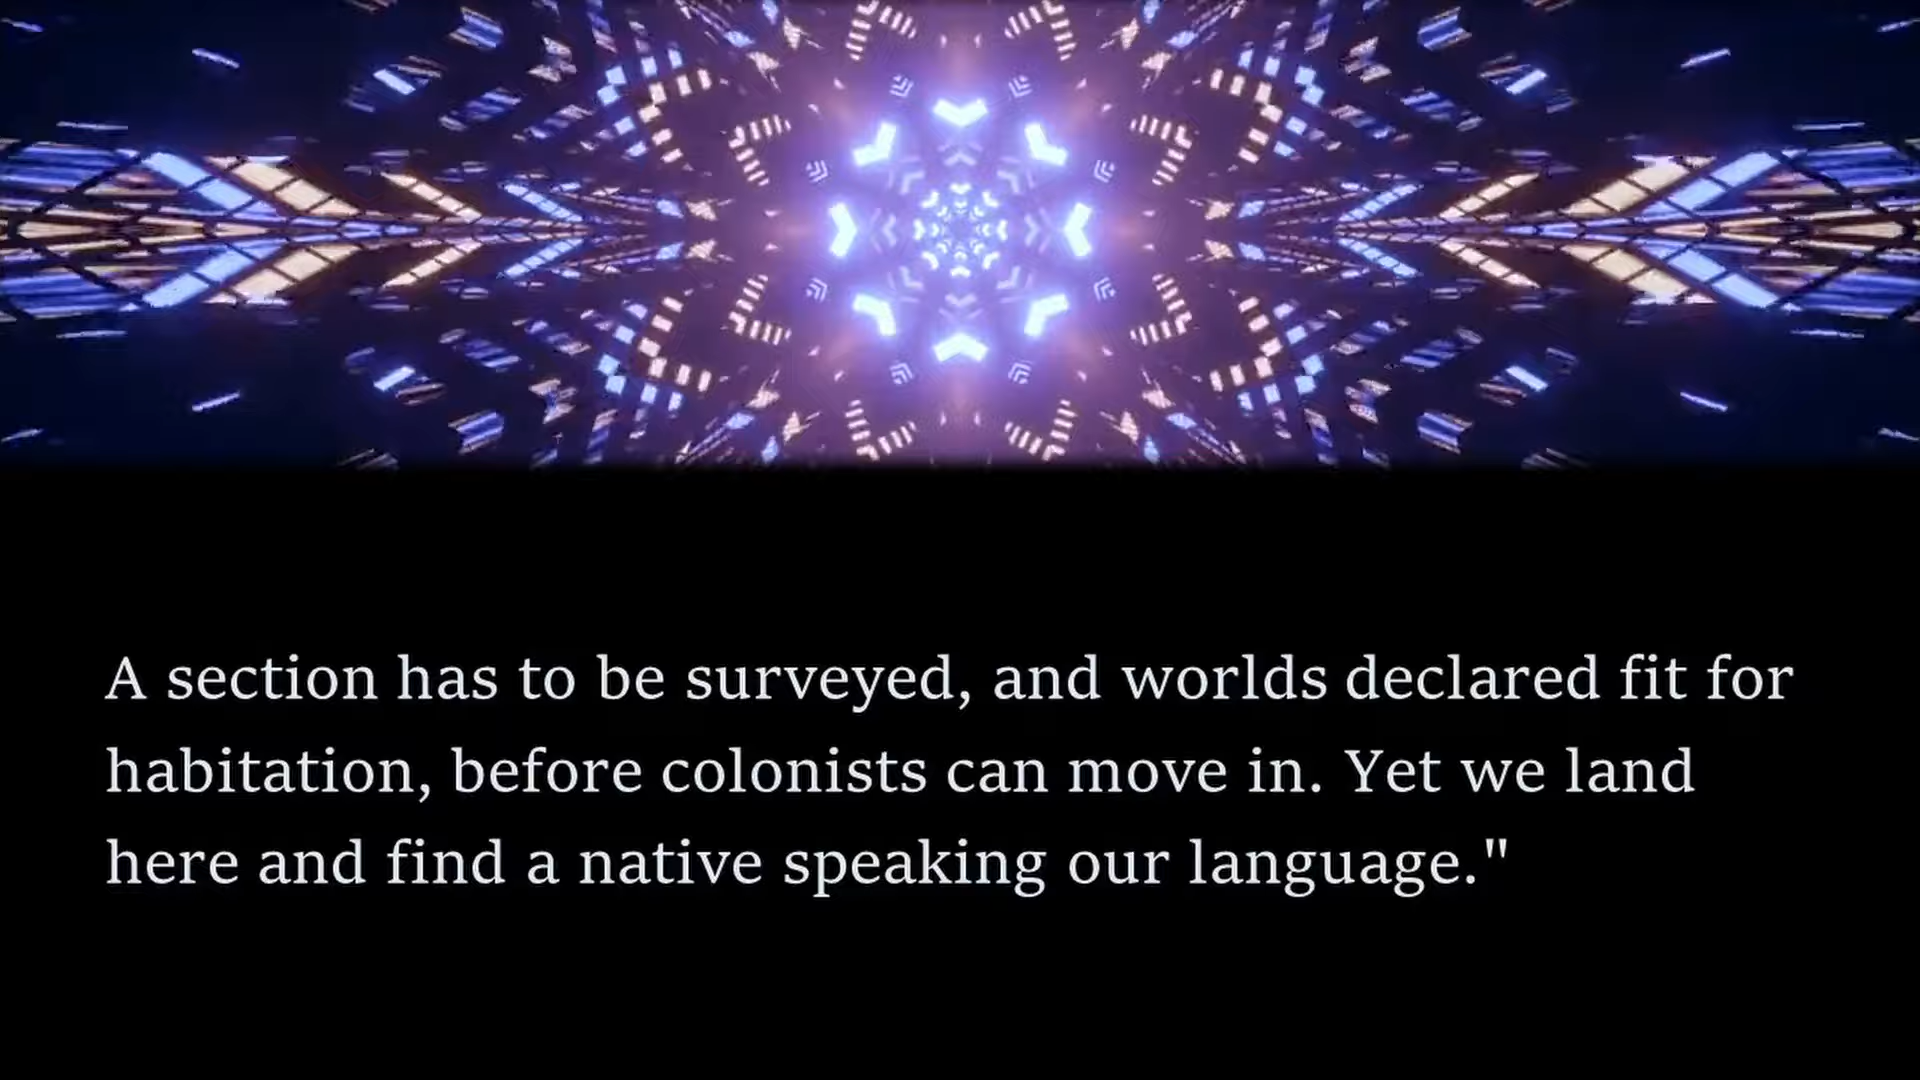 A section has to be surveyed, and worlds declared fit for
habitation, before colonists can move in. Yet we land
here and find a native speaking our language."